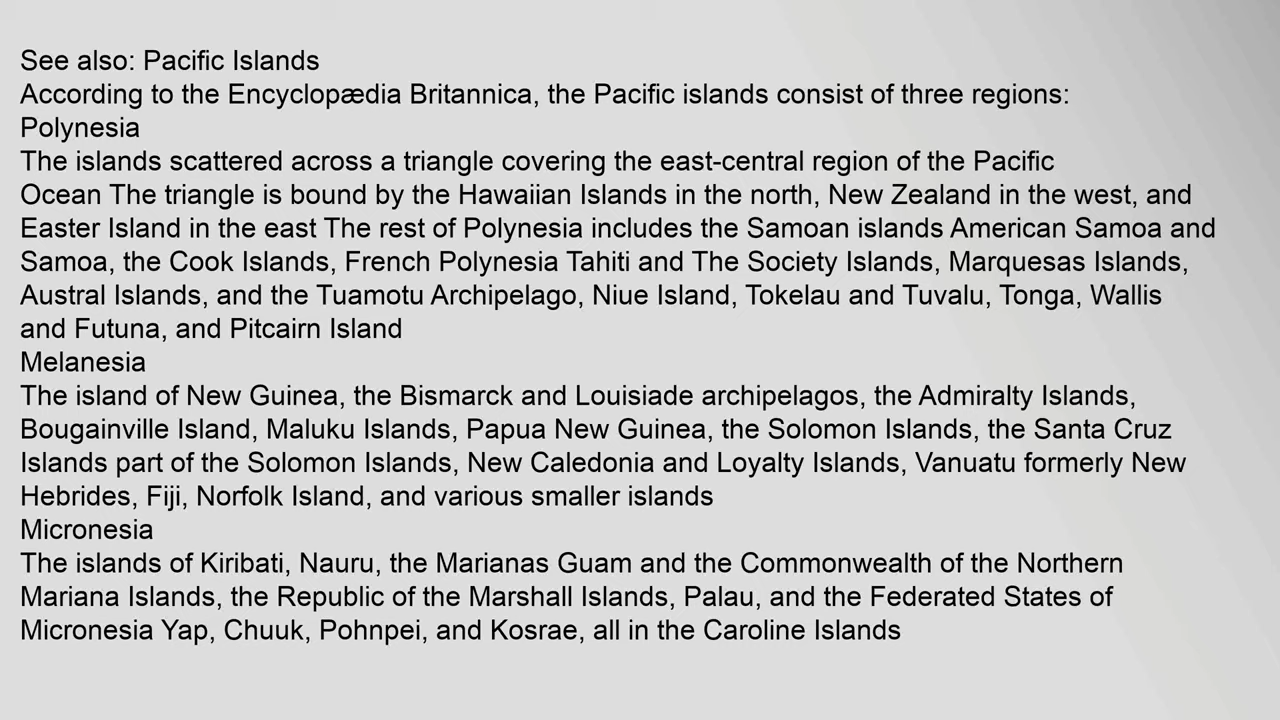 See also: Pacific Islands
According to the Encyclopædia Britannica, the Pacific islands consist of three regions:
Polynesia
The islands scattered across a triangle covering the east-central region of the Pacific
Ocean The triangle is bound by the Hawaiian Islands in the north, New Zealand in the west, and
Easter Island in the east The rest of Polynesia includes the Samoan islands American Samoa and
Samoa, the Cook Islands, French Polynesia Tahiti and The Society Islands, Marquesas Islands,
Austral Islands, and the Tuamotu Archipelago, Niue Island, Tokelau and Tuvalu, Tonga, Wallis
and Futuna, and Pitcairn Island
Melanesia
The island of New Guinea, the Bismarck and Louisiade archipelagos, the Admiralty Islands,
Bougainville Island, Maluku Islands, Papua New Guinea, the Solomon Islands, the Santa Cruz
Islands part of the Solomon Islands, New Caledonia and Loyalty Islands, Vanuatu formerly New
Hebrides, Fiji, Norfolk Island, and various smaller islands
Micronesia
The islands of Kiribati, Nauru, the Marianas Guam and the Commonwealth of the Northern
Mariana Islands, the Republic of the Marshall Islands, Palau, and the Federated States of
Micronesia Yap, Chuuk, Pohnpei, and Kosrae, all in the Caroline Islands